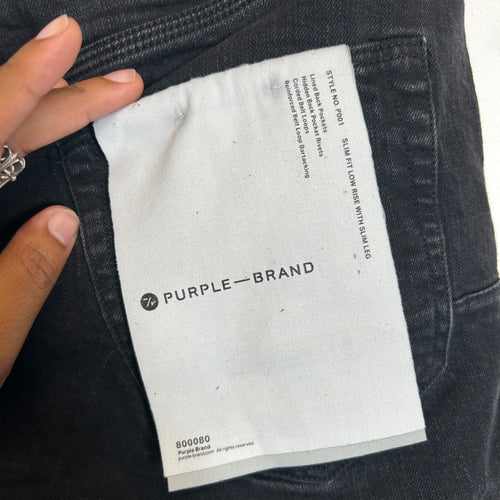 STYLE NO. P001 SLIM FIT LOW RISE WITH SLIM LEG
Lined Back Pockets
Hidden Back Pocket Rivets
Corded Belt Loops
Reinforced Belt Loop Bartacking
PURPLE—BRAND
800080
Purple Brand
purple-brand.com All rights reserved.